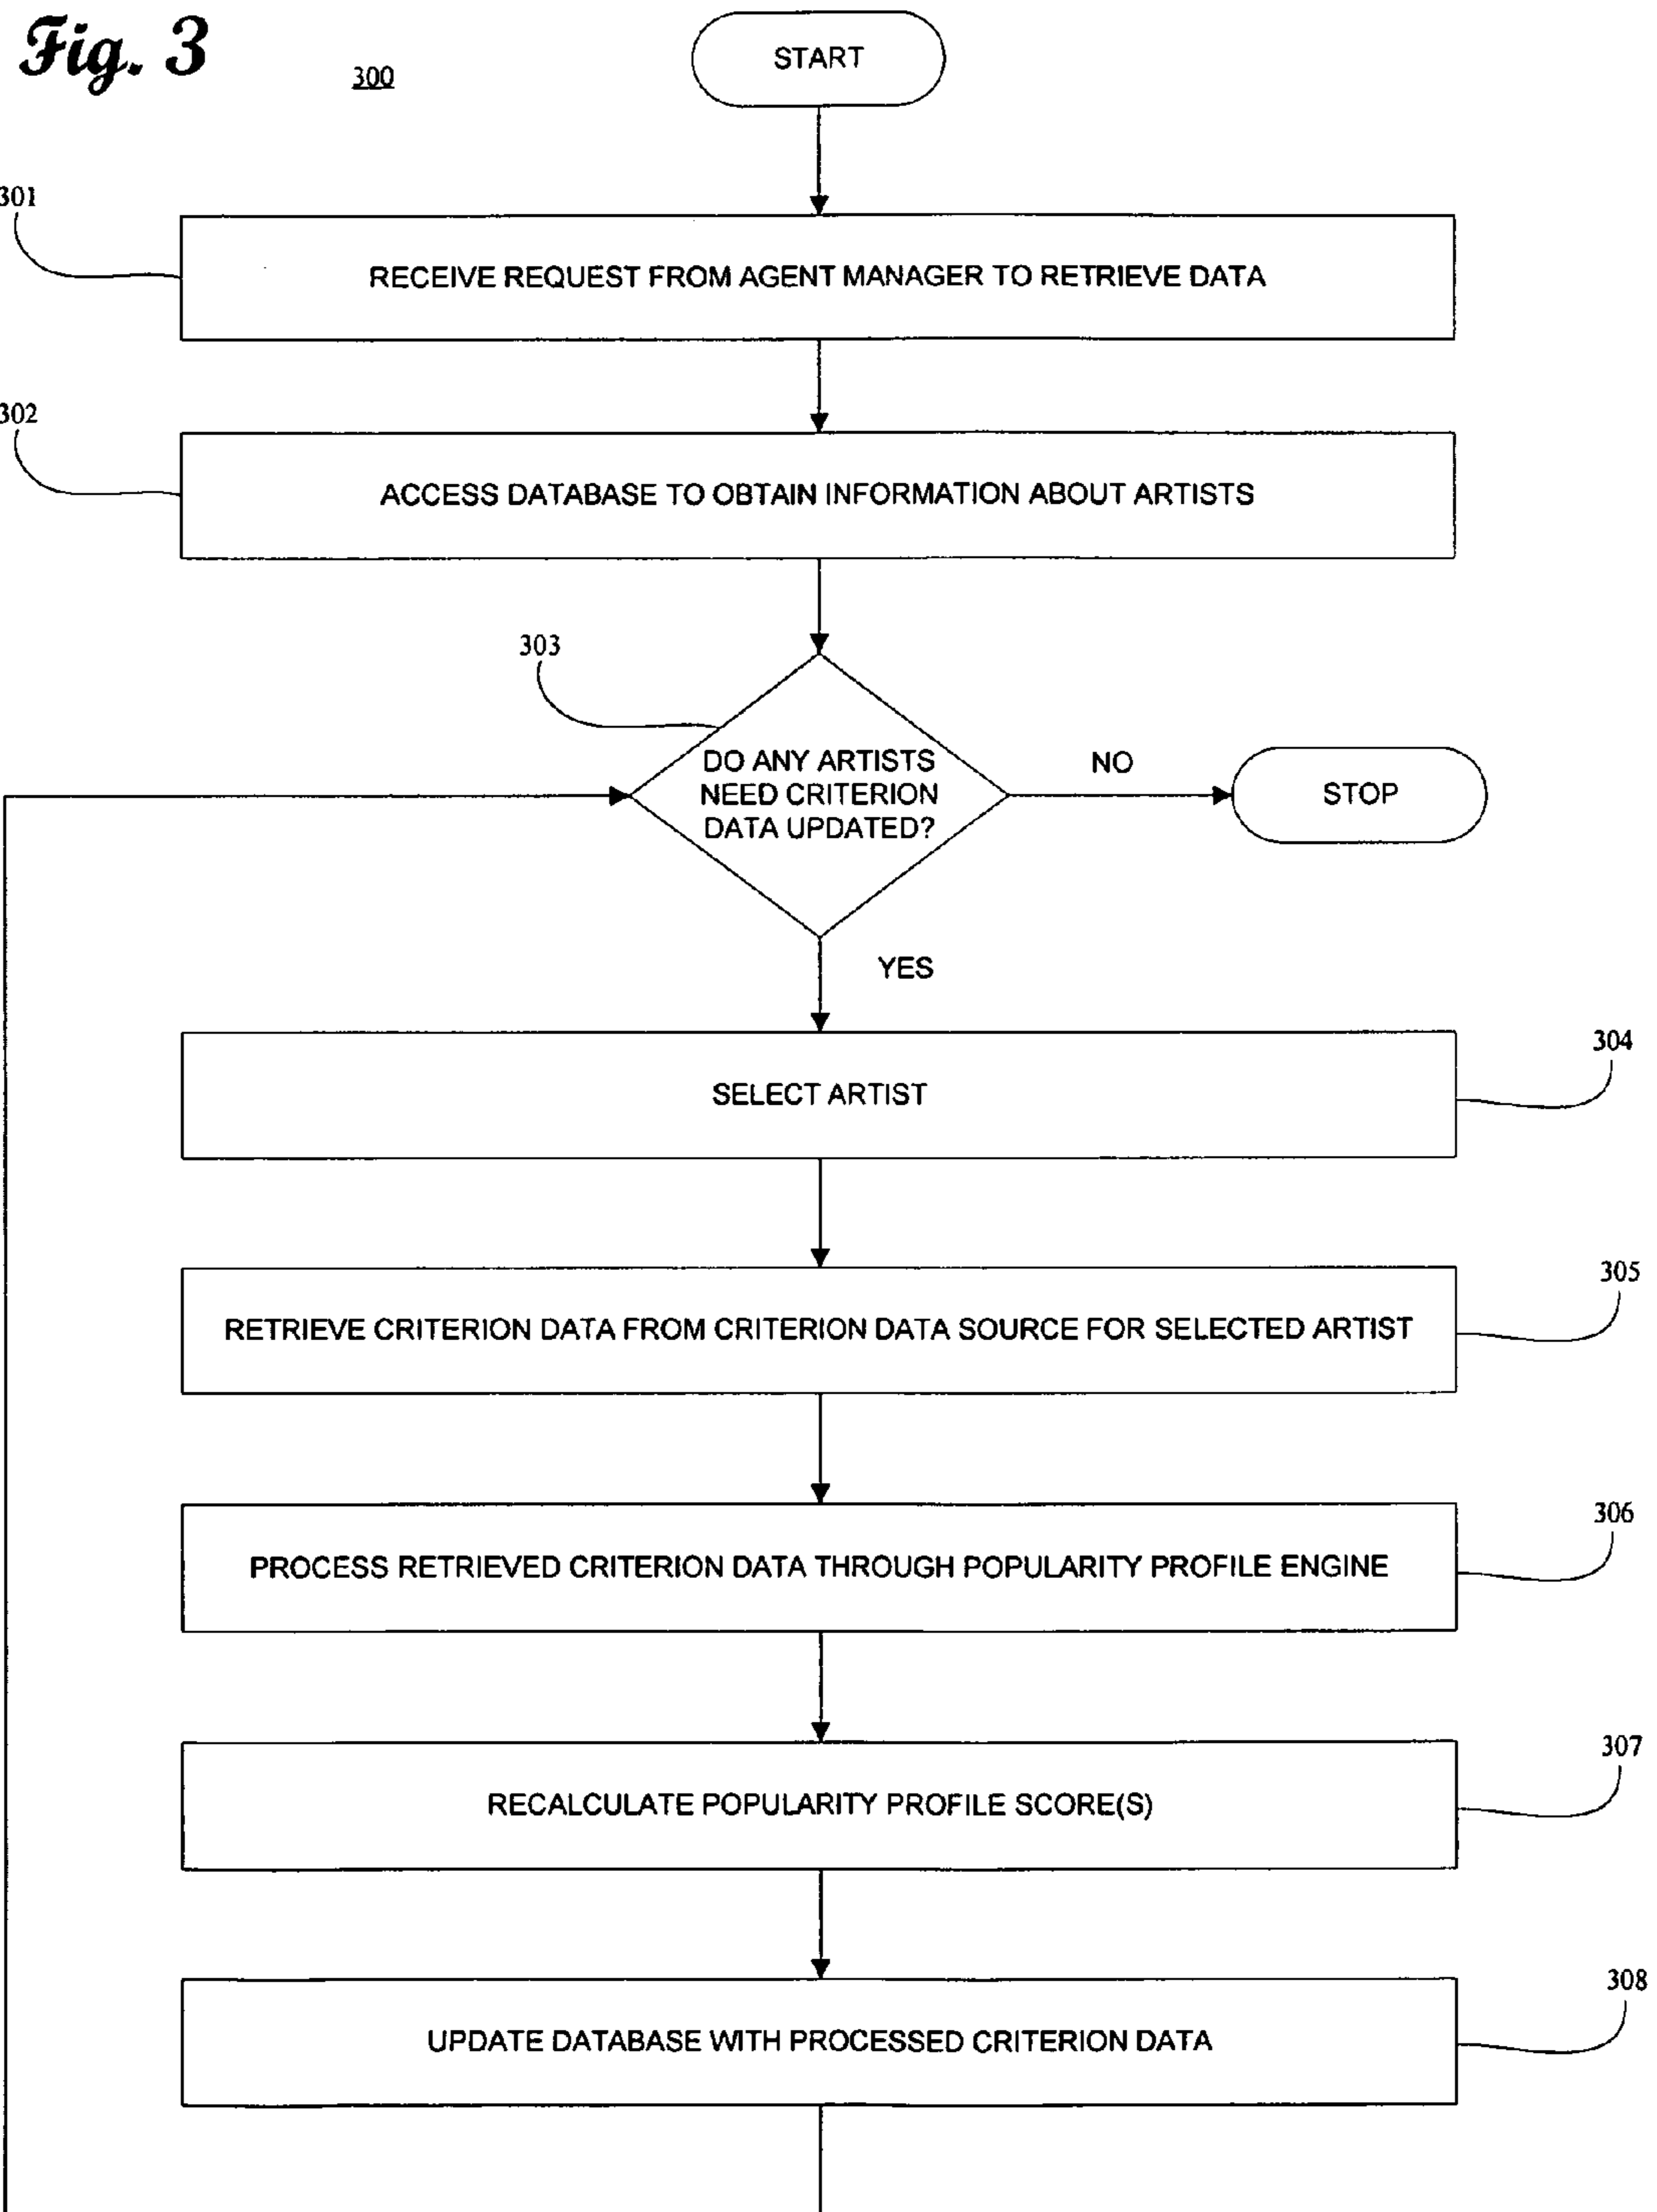 Fig. 3
300
START
301
RECEIVE REQUEST FROM AGENT MANAGER TO RETRIEVE DATA
302
ACCESS DATABASE TO OBTAIN INFORMATION ABOUT ARTISTS
303
DO ANY ARTISTS
NEED CRITERION
DATA UPDATED?
NO
STOP
YES
304
SELECT ARTIST
305
RETRIEVE CRITERION DATA FROM CRITERION DATA SOURCE FOR SELECTED ARTIST
306
PROCESS RETRIEVED CRITERION DATA THROUGH POPULARITY PROFILE ENGINE
307
RECALCULATE POPULARITY PROFILE SCORE(S)
308
UPDATE DATABASE WITH PROCESSED CRITERION DATA